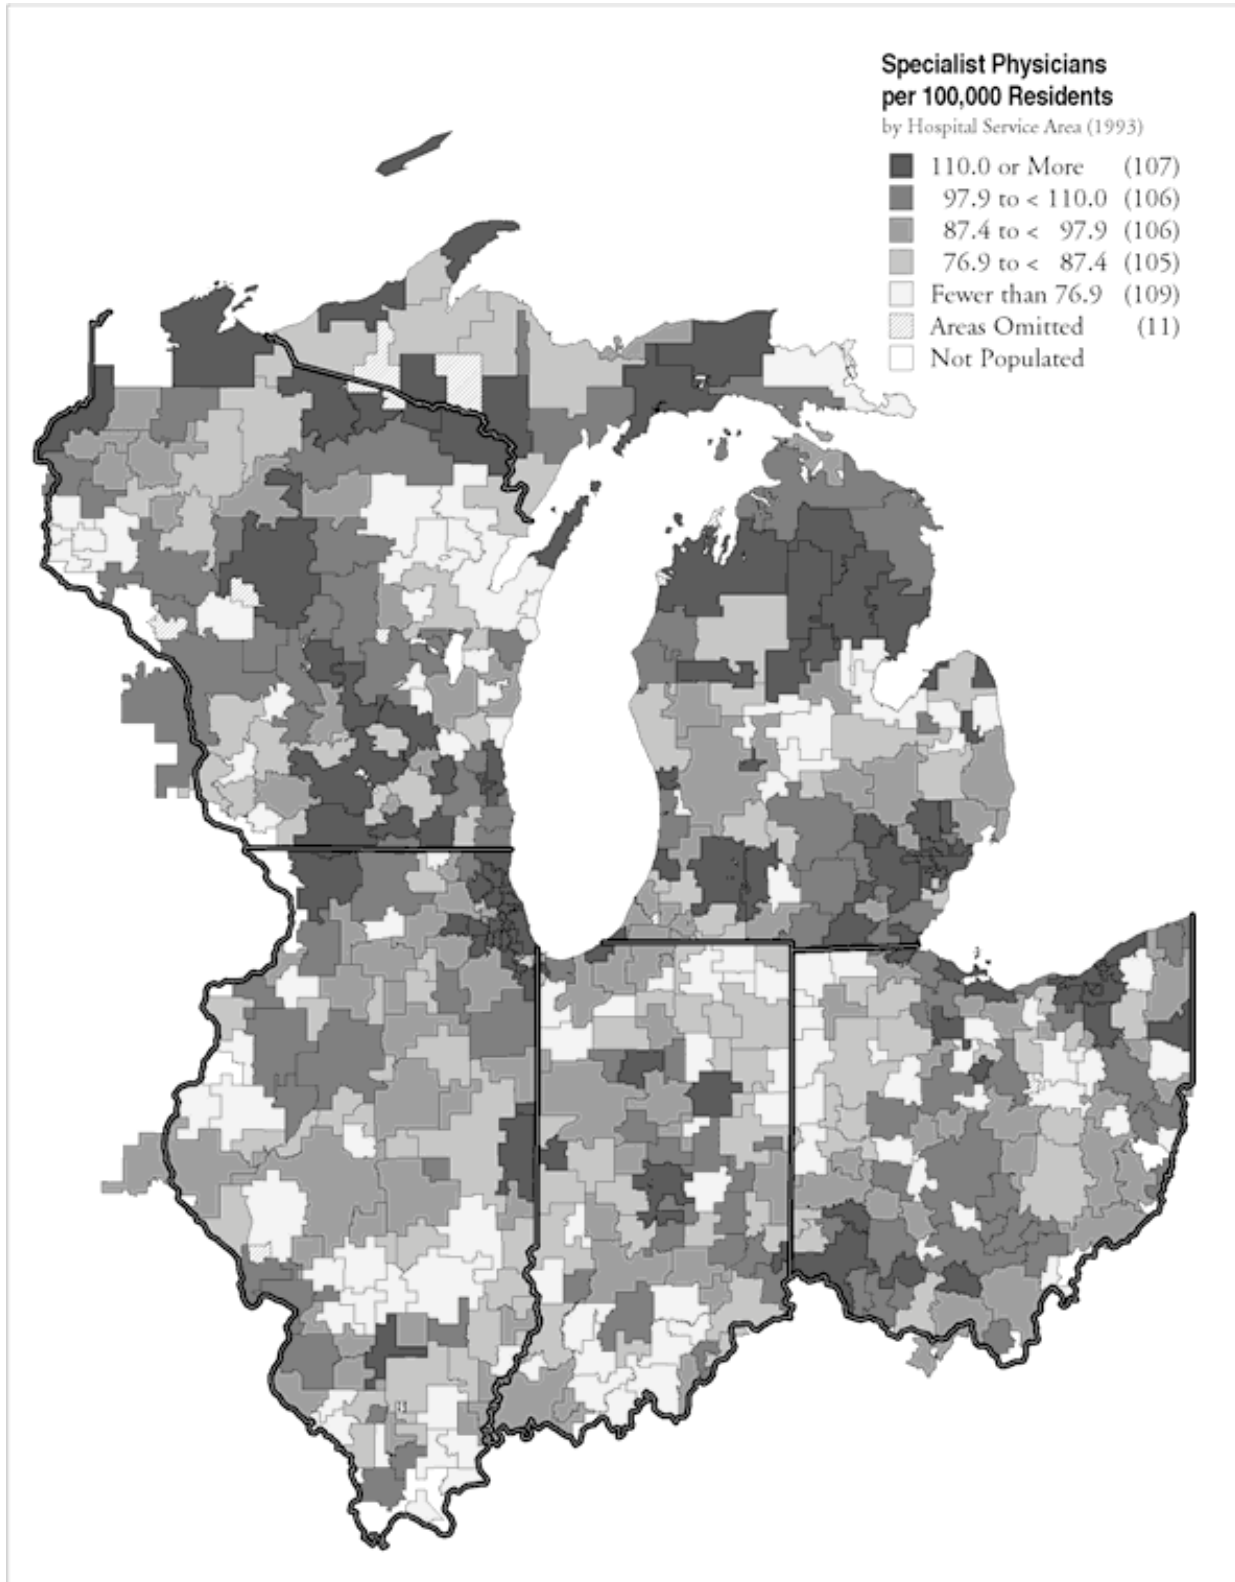 Specialist Physicians
per 100,000 Residents
by Hospital Service Area (1993)
110.0 or More (107)
97.9 to < 110.0 (106)
87.4 to < 97.9 (106)
76.9 to < 87.4 (105)
Fewer than 76.9 (109)
Areas Omitted (11)
Not Populated